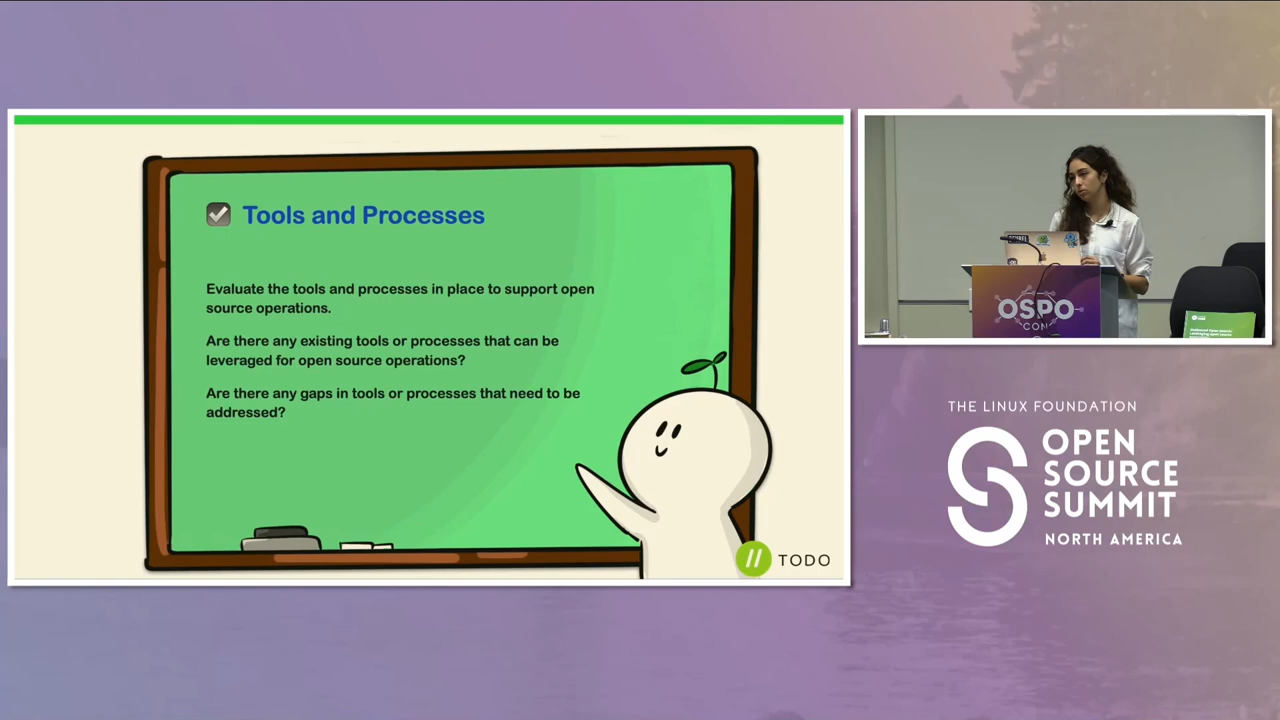 Tools and Processes
Evaluate the tools and processes in place to support open
source operations.
Are there any existing tools or processes that can be
leveraged for open source operations?
Are there any gaps in tools or processes that need to be
addressed?
// TODO
OSPO
CON
THE LINUX FOUNDATION
OPEN
SOURCE
SUMMIT
NORTH AMERICA